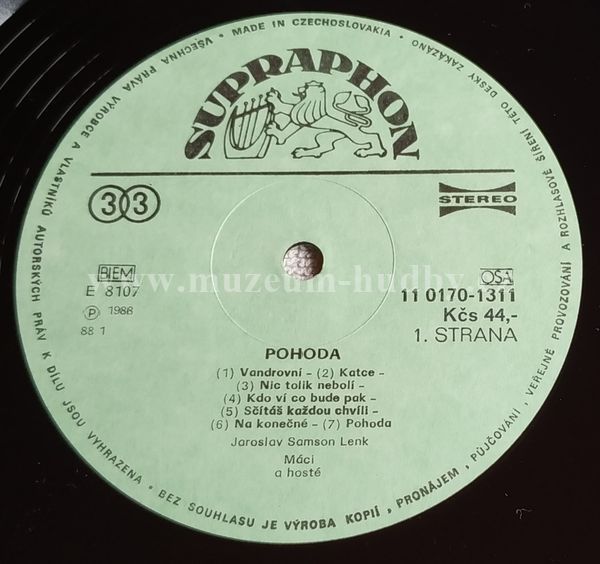 VŠECHNA PRÁVA VÝROBCE A VLASTNÍKŮ AUTORSKÝCH PRÁV K DÍLU JSOU VYHRAZENA • BEZ SOUHLASU JE VÝROBA KOPIÍ, PRONÁJEM, PŮJČOVÁNÍ, VEŘEJNÉ PROVOZOVÁNÍ A ROZHLASOVÉ ŠÍŘENÍ TÉTO DESKY ZAKÁZÁNO • MADE IN CZECHOSLOVAKIA •
SUPRAPHON
33
STEREO
www.muzeum-hudby.
BIEM
OSA
E 8107
11 0170-1311
Ⓟ 1988
Kčs 44,-
88 1
1. STRANA
POHODA
(1) Vandrovní – (2) Katce –
(3) Nic tolik nebolí –
(4) Kdo ví co bude pak –
(5) Sčítáš každou chvíli –
(6) Na konečné – (7) Pohoda
Jaroslav Samson Lenk
Máci
a hosté